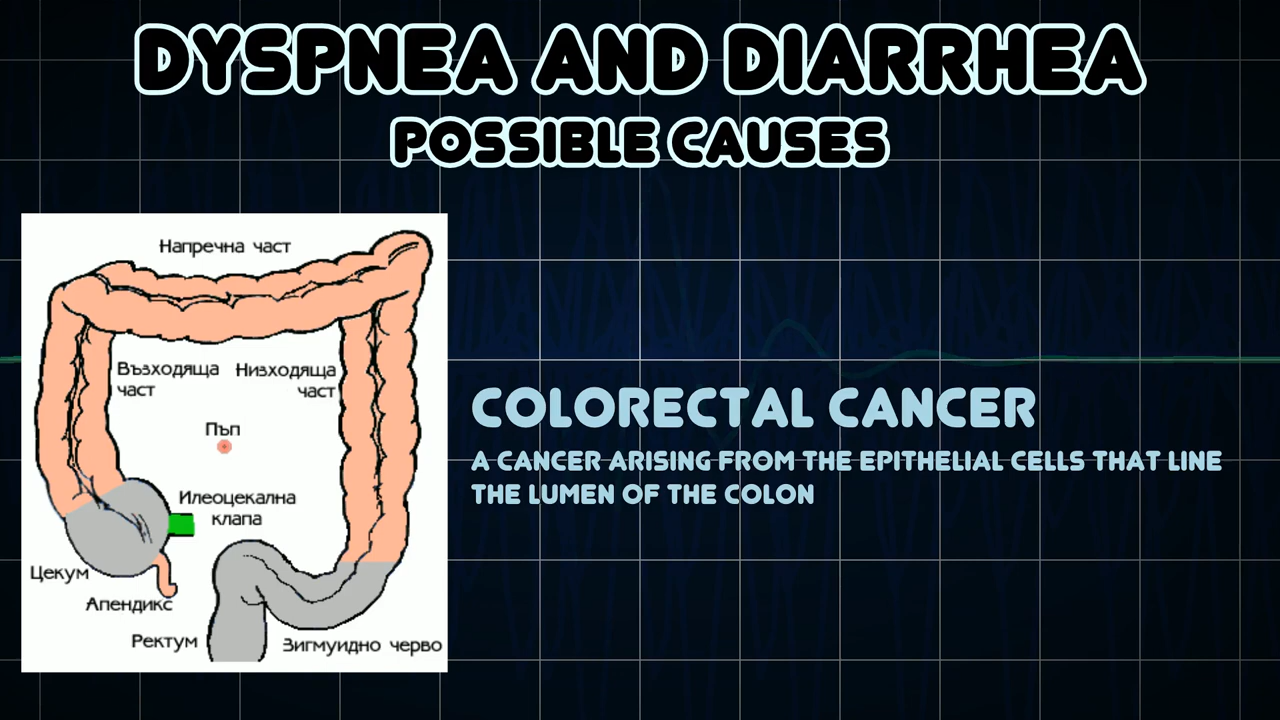 DYSPNEA AND DIARRHEA
POSSIBLE CAUSES
Напречна част
Възходяща
част
Низходяща
част
Пъп
Илеоцекална
клапа
Цекум
Апендикс
Ректум
Зигмуидно черво
COLORECTAL CANCER
A CANCER ARISING FROM THE EPITHELIAL CELLS THAT LINE
THE LUMEN OF THE COLON